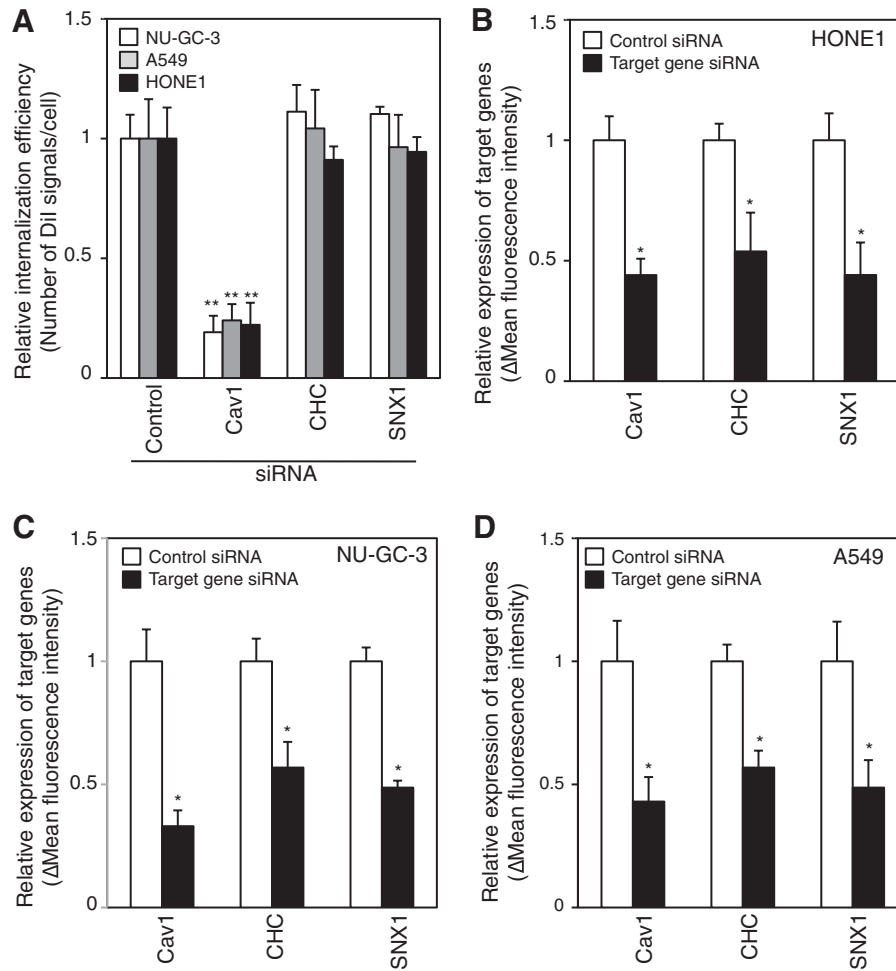 A
Relative internalization efficiency
(Number of DiI signals/cell)
1.5
1
0.5
0
NU-GC-3
A549
HONE1
** ** **
Control
Cav1
CHC
SNX1
siRNA
B
Relative expression of target genes
(ΔMean fluorescence intensity)
1.5
1
0.5
0
Control siRNA
Target gene siRNA
HONE1
*
*
*
Cav1
CHC
SNX1
C
Relative expression of target genes
(ΔMean fluorescence intensity)
1.5
1
0.5
0
Control siRNA
Target gene siRNA
NU-GC-3
*
*
*
Cav1
CHC
SNX1
D
Relative expression of target genes
(ΔMean fluorescence intensity)
1.5
1
0.5
0
Control siRNA
Target gene siRNA
A549
*
*
*
Cav1
CHC
SNX1